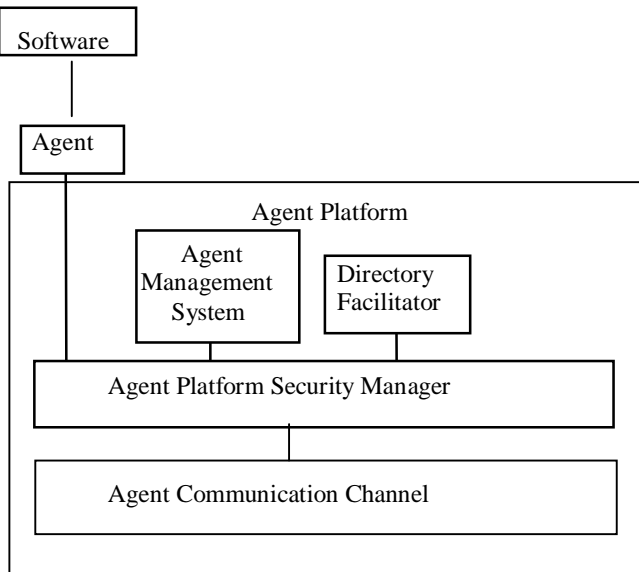 Software
Agent
Agent Platform
Agent
Management
System
Directory
Facilitator
Agent Platform Security Manager
Agent Communication Channel